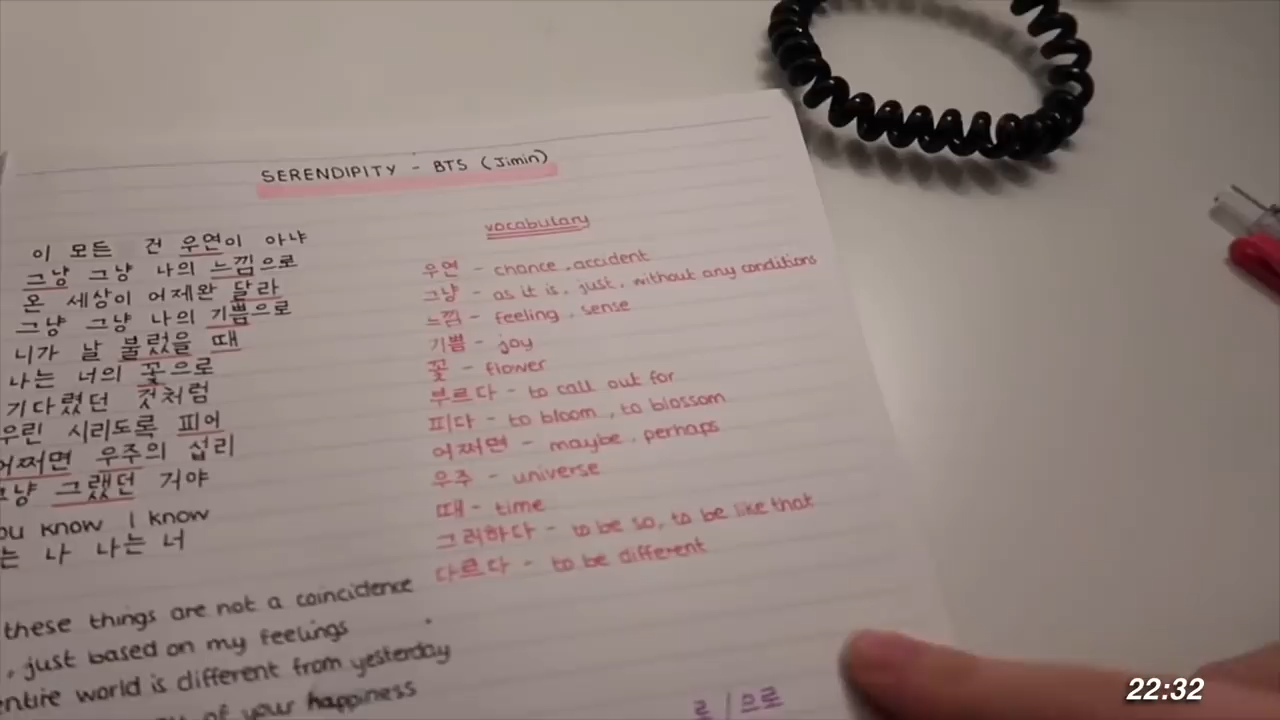 SERENDIPITY - BTS (Jimin)
이 모든 건 우연이 아냐
그냥 그냥 나의 느낌으로
온 세상이 어제완 달라
그냥 그냥 나의 기쁨으로
니가 날 불렀을 때
나는 너의 꽃으로
기다렸던 것처럼
우린 시리도록 피어
어쩌면 우주의 섭리
그냥 그랬던 거야
you know I know
는 나 나는 너
vocabulary
우연 - chance, accident
그냥 - as it is, just, without any conditions
느낌 - feeling, sense
기쁨 - joy
꽃 - flower
부르다 - to call out for
피다 - to bloom, to blossom
어쩌면 - maybe, perhaps
우주 - universe
때 - time
그러하다 - to be so, to be like that
다르다 - to be different
these things are not a coincidence
, just based on my feelings
entire world is different from yesterday
of your happiness
로 / 으로
22:32